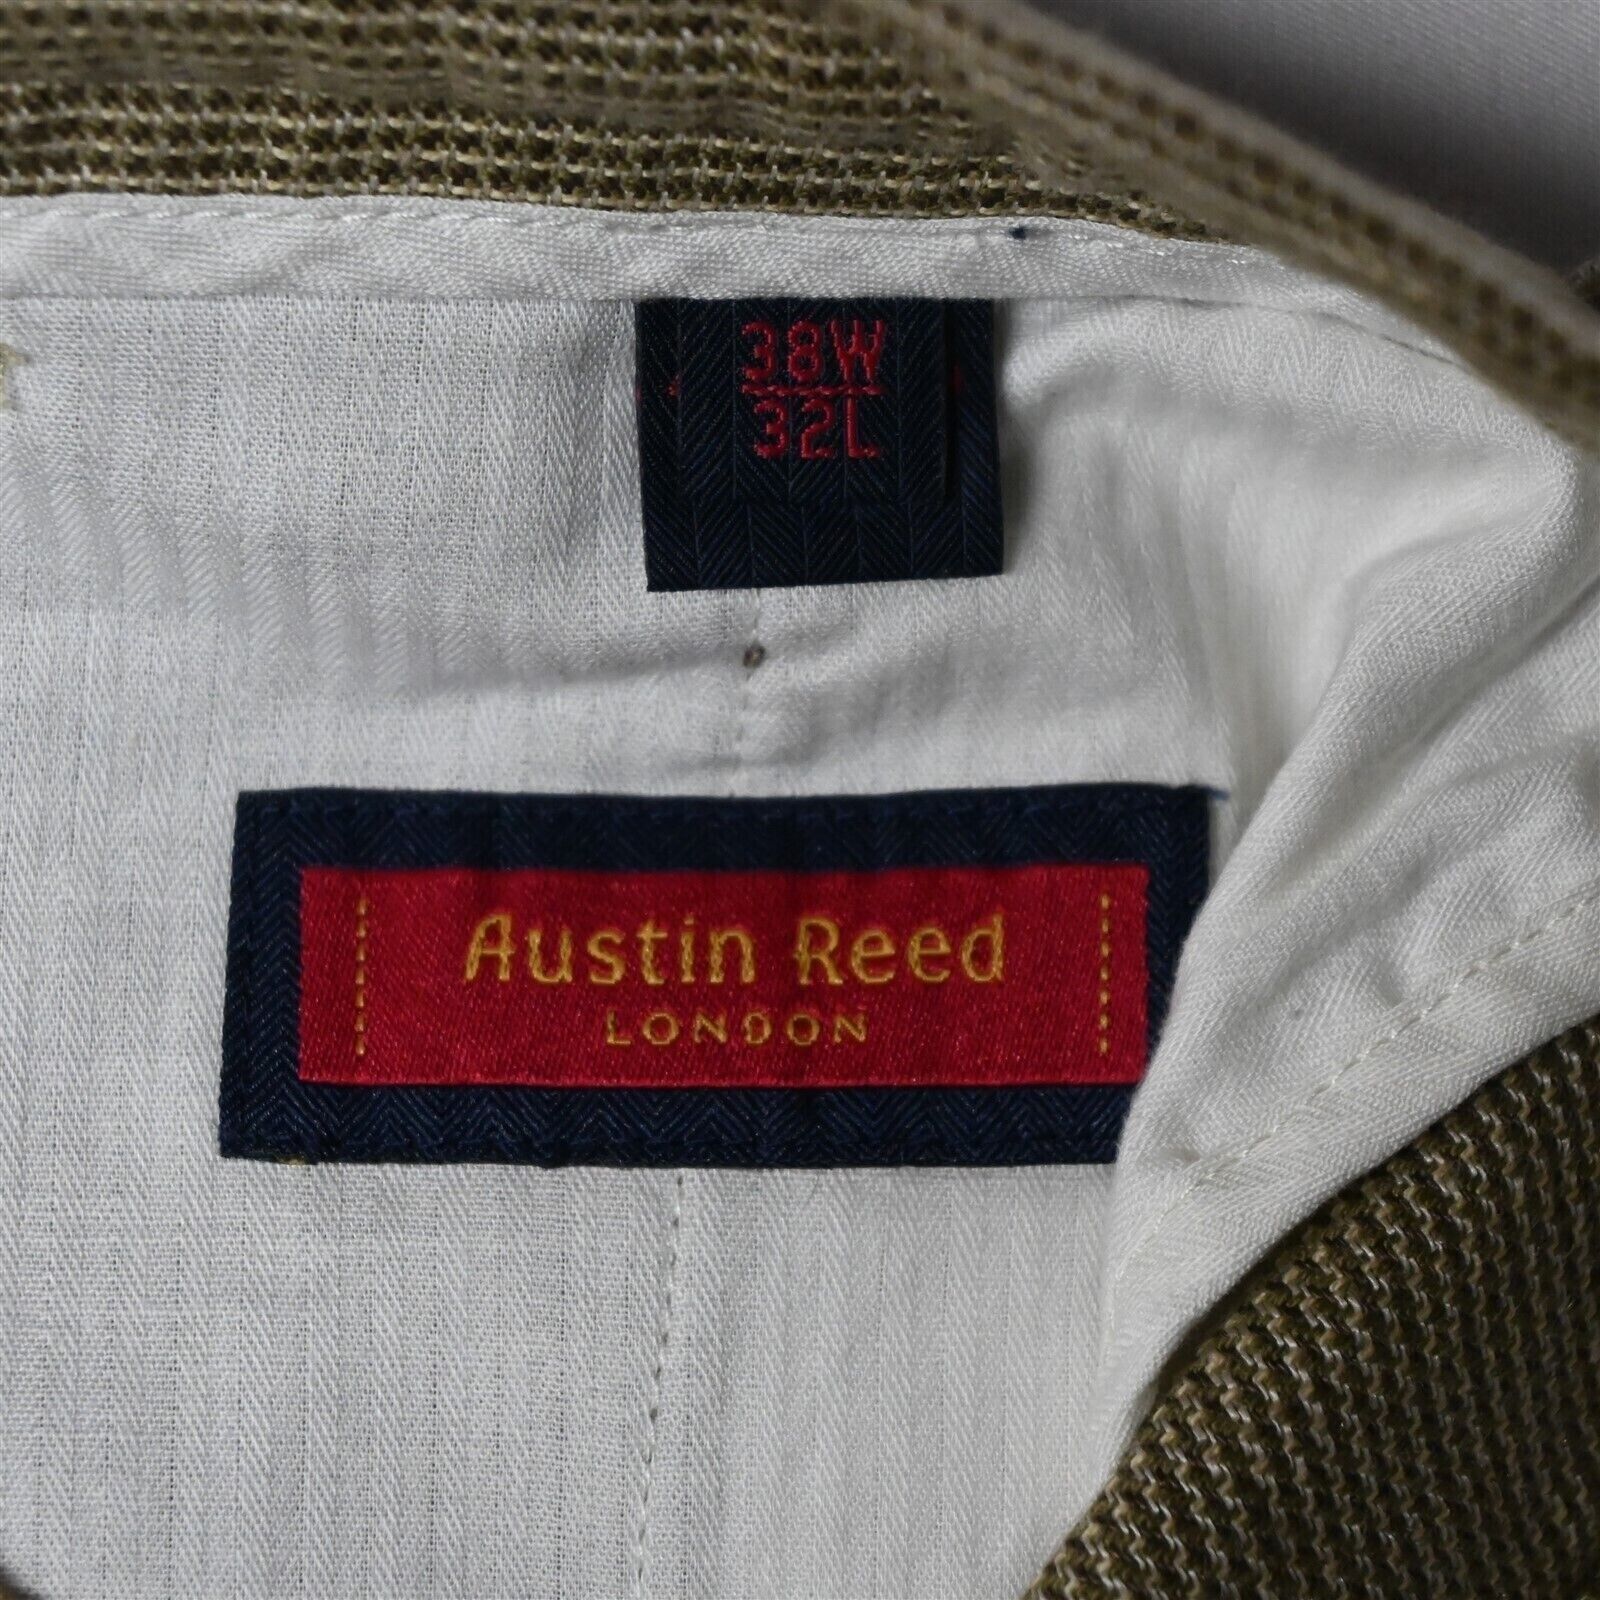 38W
32L
Austin Reed
LONDON